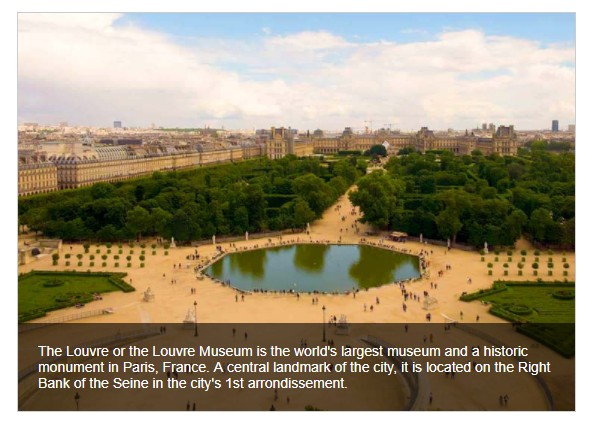 The Louvre or the Louvre Museum is the world's largest museum and a historic
monument in Paris, France. A central landmark of the city, it is located on the Right
Bank of the Seine in the city's 1st arrondissement.